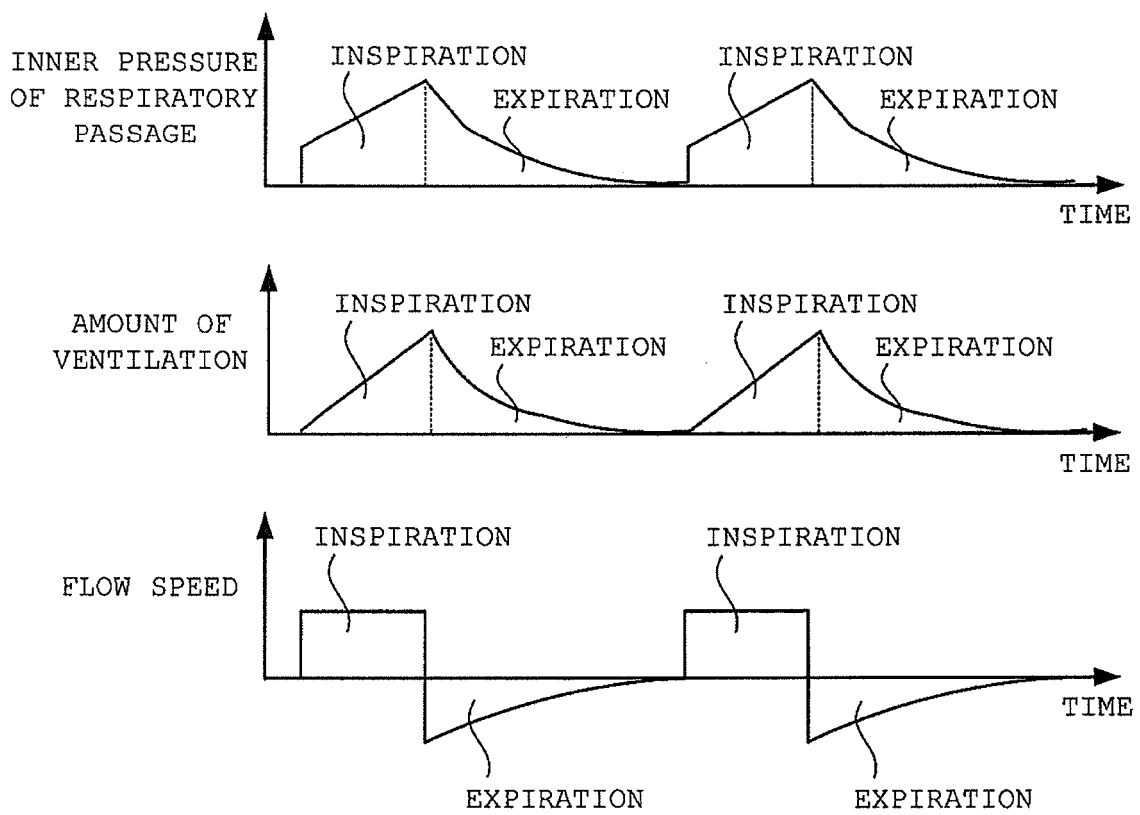 INSPIRATION
INSPIRATION
INNER PRESSURE
OF RESPIRATORY
PASSAGE
EXPIRATION
EXPIRATION
TIME
INSPIRATION
INSPIRATION
AMOUNT OF
VENTILATION
EXPIRATION
EXPIRATION
TIME
INSPIRATION
INSPIRATION
FLOW SPEED
TIME
EXPIRATION
EXPIRATION